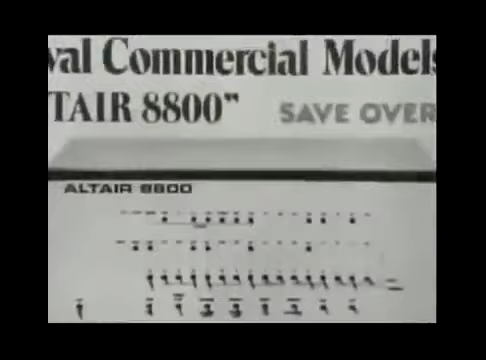 val Commercial Models
TAIR 8800"
SAVE OVER
ALTAIR 8800